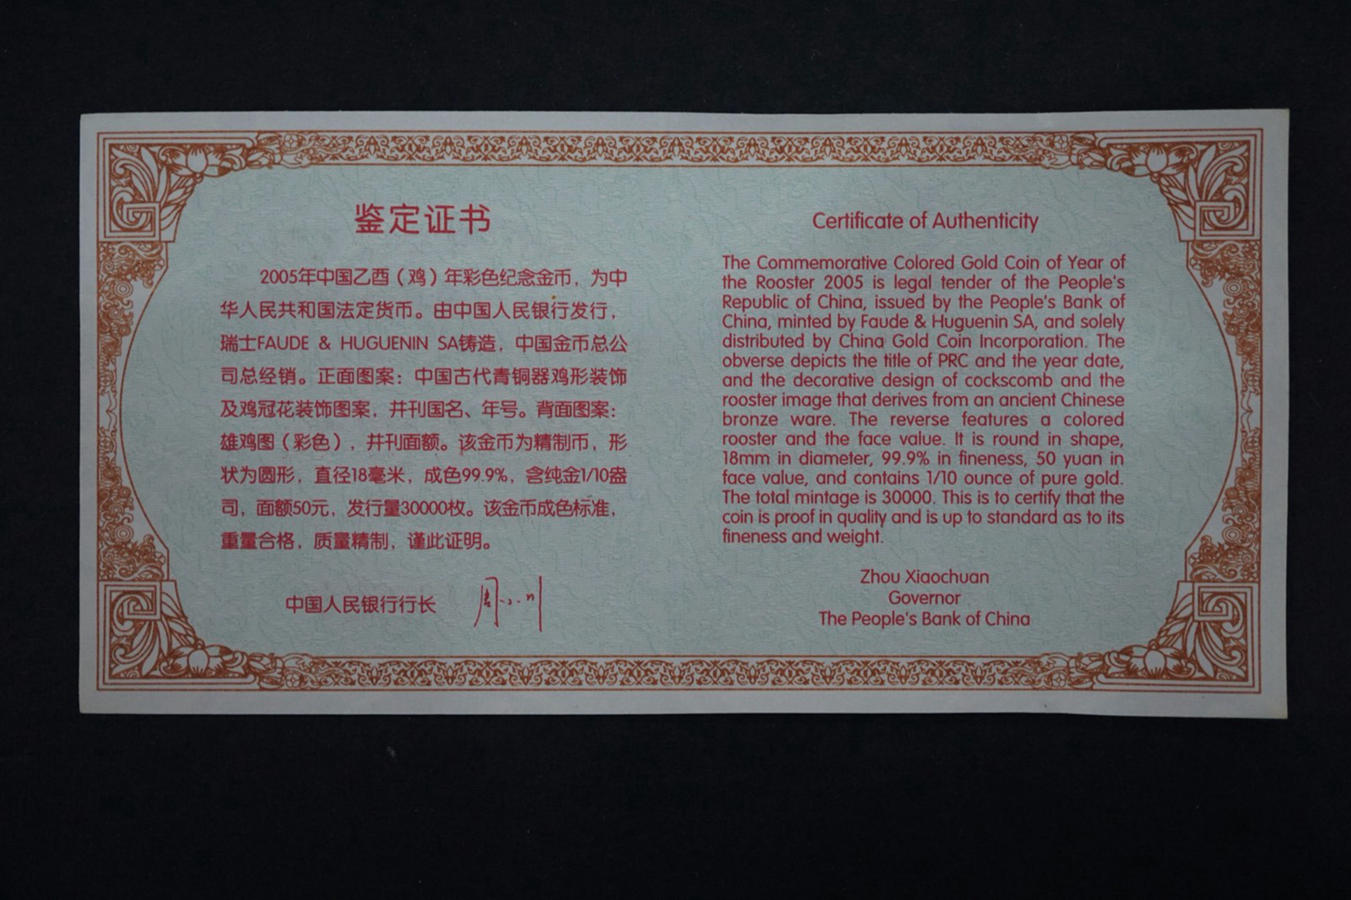 鉴定证书
2005年中国乙酉（鸡）年彩色纪念金币，为中
华人民共和国法定货币。由中国人民银行发行，
瑞士FAUDE & HUGUENIN SA铸造，中国金币总公
司总经销。正面图案：中国古代青铜器鸡形装饰
及鸡冠花装饰图案，并刊国名、年号。背面图案：
雄鸡图（彩色），并刊面额。该金币为精制币，形
状为圆形，直径18毫米，成色99.9%，含纯金1/10盎
司，面额50元，发行量30000枚。该金币成色标准，
重量合格，质量精制，谨此证明。
中国人民银行行长
Certificate of Authenticity
The Commemorative Colored Gold Coin of Year of
the Rooster 2005 is legal tender of the People's
Republic of China, issued by the People's Bank of
China, minted by Faude & Huguenin SA, and solely
distributed by China Gold Coin Incorporation. The
obverse depicts the title of PRC and the year date,
and the decorative design of cockscomb and the
rooster image that derives from an ancient Chinese
bronze ware. The reverse features a colored
rooster and the face value. It is round in shape,
18mm in diameter, 99.9% in fineness, 50 yuan in
face value, and contains 1/10 ounce of pure gold.
The total mintage is 30000. This is to certify that the
coin is proof in quality and is up to standard as to its
fineness and weight.
Zhou Xiaochuan
Governor
The People's Bank of China